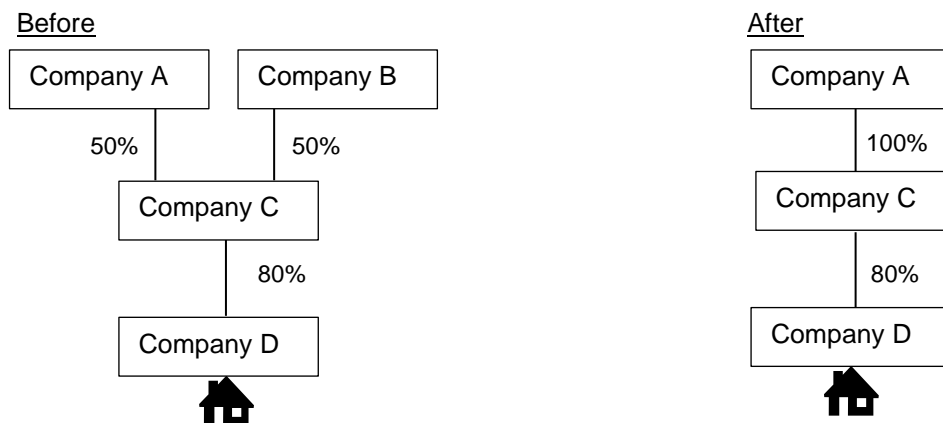 Before
Company A
Company B
50%
50%
Company C
80%
Company D
After
Company A
100%
Company C
80%
Company D